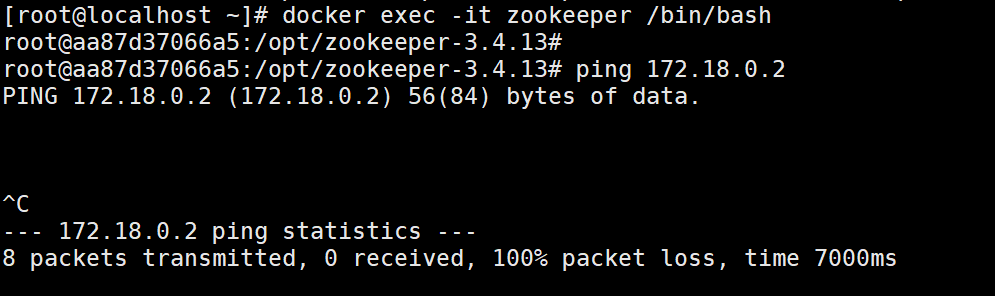 [root@localhost ~]# docker exec -it zookeeper /bin/bash
root@aa87d37066a5:/opt/zookeeper-3.4.13#
root@aa87d37066a5:/opt/zookeeper-3.4.13# ping 172.18.0.2
PING 172.18.0.2 (172.18.0.2) 56(84) bytes of data.
^C
--- 172.18.0.2 ping statistics ---
8 packets transmitted, 0 received, 100% packet loss, time 7000ms